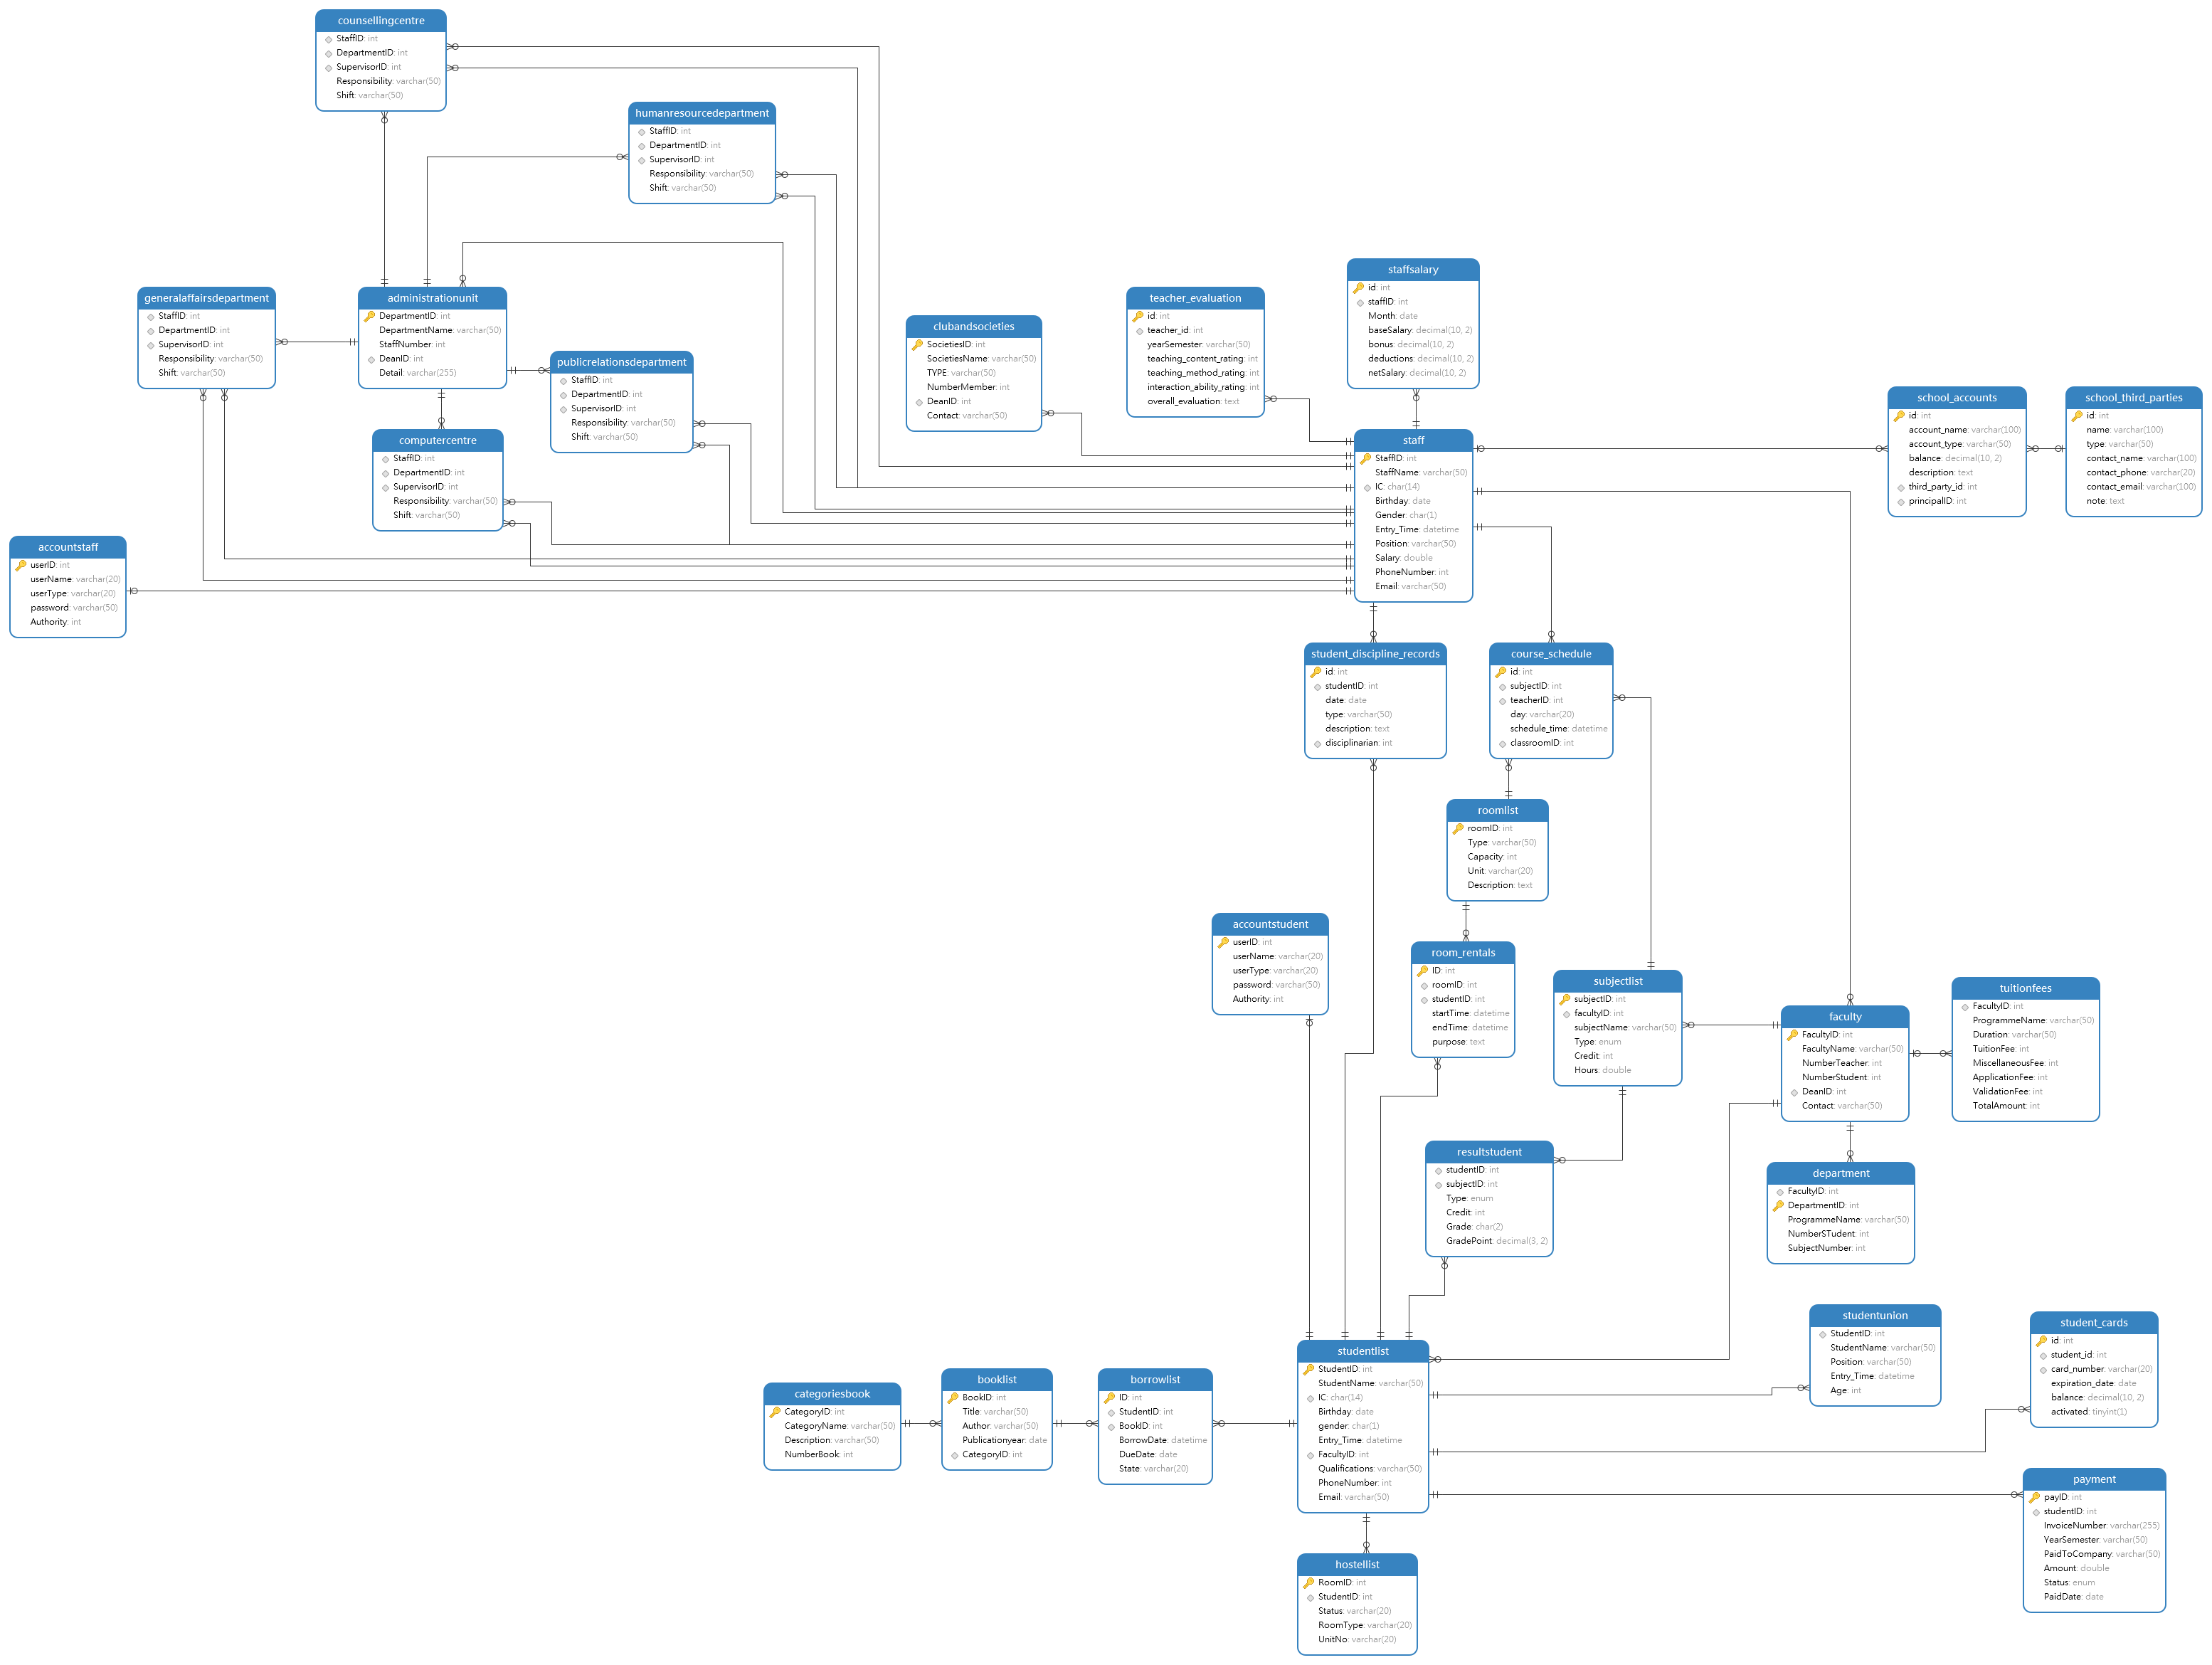 counsellingcentre
StaffID: int
DepartmentID: int
SupervisorID: int
Responsibility: varchar(50)
Shift: varchar(50)
humanresourcedepartment
StaffID: int
DepartmentID: int
SupervisorID: int
Responsibility: varchar(50)
Shift: varchar(50)
generalaffairsdepartment
StaffID: int
DepartmentID: int
SupervisorID: int
Responsibility: varchar(50)
Shift: varchar(50)
administrationunit
DepartmentID: int
DepartmentName: varchar(50)
StaffNumber: int
DeanID: int
Detail: varchar(255)
publicrelationsdepartment
StaffID: int
DepartmentID: int
SupervisorID: int
Responsibility: varchar(50)
Shift: varchar(50)
computercentre
StaffID: int
DepartmentID: int
SupervisorID: int
Responsibility: varchar(50)
Shift: varchar(50)
accountstaff
userID: int
userName: varchar(20)
userType: varchar(20)
password: varchar(50)
Authority: int
clubandsocieties
SocietiesID: int
SocietiesName: varchar(50)
TYPE: varchar(50)
NumberMember: int
DeanID: int
Contact: varchar(50)
teacher_evaluation
id: int
teacher_id: int
yearSemester: varchar(50)
teaching_content_rating: int
teaching_method_rating: int
interaction_ability_rating: int
overall_evaluation: text
staffsalary
id: int
staffID: int
Month: date
baseSalary: decimal(10, 2)
bonus: decimal(10, 2)
deductions: decimal(10, 2)
netSalary: decimal(10, 2)
staff
StaffID: int
StaffName: varchar(50)
IC: char(14)
Birthday: date
Gender: char(1)
Entry_Time: datetime
Position: varchar(50)
Salary: double
PhoneNumber: int
Email: varchar(50)
school_accounts
id: int
account_name: varchar(100)
account_type: varchar(50)
balance: decimal(10, 2)
description: text
third_party_id: int
principalID: int
school_third_parties
id: int
name: varchar(100)
type: varchar(50)
contact_name: varchar(100)
contact_phone: varchar(20)
contact_email: varchar(100)
note: text
student_discipline_records
id: int
studentID: int
date: date
type: varchar(50)
description: text
disciplinarian: int
course_schedule
id: int
subjectID: int
teacherID: int
day: varchar(20)
schedule_time: datetime
classroomID: int
roomlist
roomID: int
Type: varchar(50)
Capacity: int
Unit: varchar(20)
Description: text
accountstudent
userID: int
userName: varchar(20)
userType: varchar(20)
password: varchar(50)
Authority: int
room_rentals
ID: int
roomID: int
studentID: int
startTime: datetime
endTime: datetime
purpose: text
subjectlist
subjectID: int
facultyID: int
subjectName: varchar(50)
Type: enum
Credit: int
Hours: double
faculty
FacultyID: int
FacultyName: varchar(50)
NumberTeacher: int
NumberStudent: int
DeanID: int
Contact: varchar(50)
tuitionfees
FacultyID: int
ProgrammeName: varchar(50)
Duration: varchar(50)
TuitionFee: int
MiscellaneousFee: int
ApplicationFee: int
ValidationFee: int
TotalAmount: int
resultstudent
studentID: int
subjectID: int
Type: enum
Credit: int
Grade: char(2)
GradePoint: decimal(3, 2)
department
FacultyID: int
DepartmentID: int
ProgrammeName: varchar(50)
NumberSTudent: int
SubjectNumber: int
studentunion
StudentID: int
StudentName: varchar(50)
Position: varchar(50)
Entry_Time: datetime
Age: int
student_cards
id: int
student_id: int
card_number: varchar(20)
expiration_date: date
balance: decimal(10, 2)
activated: tinyint(1)
categoriesbook
CategoryID: int
CategoryName: varchar(50)
Description: varchar(50)
NumberBook: int
booklist
BookID: int
Title: varchar(50)
Author: varchar(50)
Publicationyear: date
CategoryID: int
borrowlist
ID: int
StudentID: int
BookID: int
BorrowDate: datetime
DueDate: date
State: varchar(20)
studentlist
StudentID: int
StudentName: varchar(50)
IC: char(14)
Birthday: date
gender: char(1)
Entry_Time: datetime
FacultyID: int
Qualifications: varchar(50)
PhoneNumber: int
Email: varchar(50)
payment
payID: int
studentID: int
InvoiceNumber: varchar(255)
YearSemester: varchar(50)
PaidToCompany: varchar(50)
Amount: double
Status: enum
PaidDate: date
hostellist
RoomID: int
StudentID: int
Status: varchar(20)
RoomType: varchar(20)
UnitNo: varchar(20)